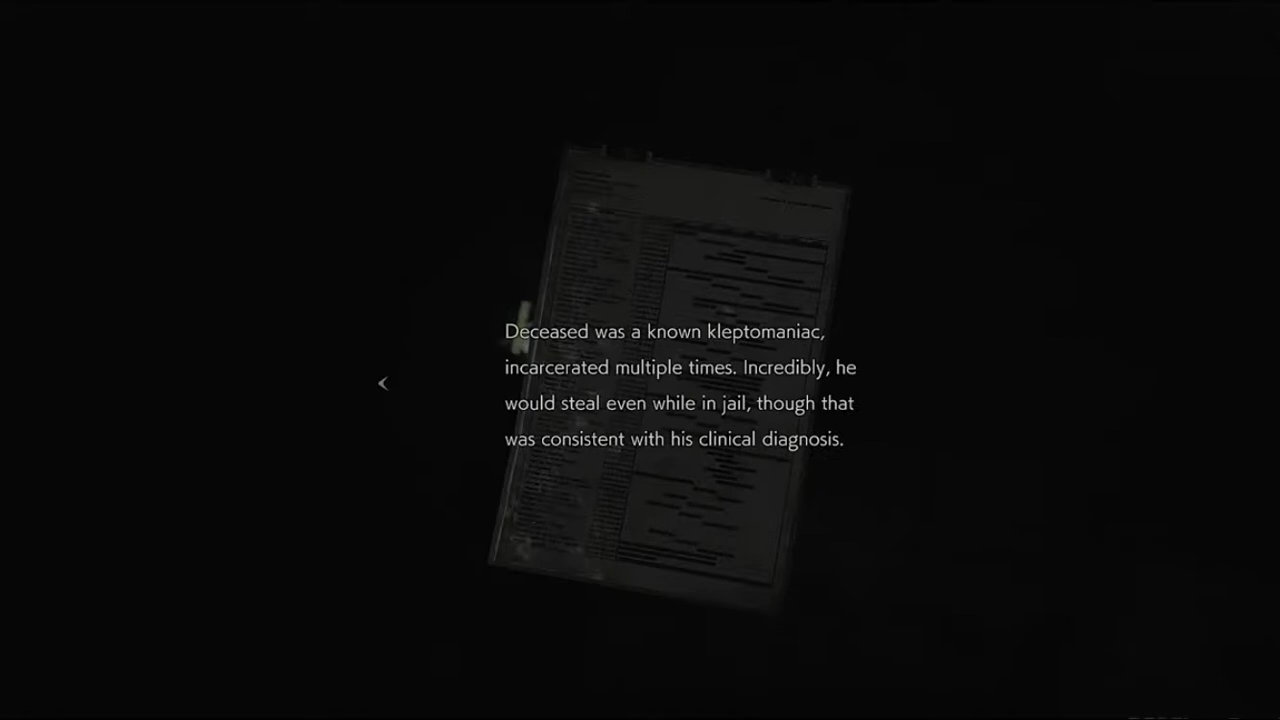 Deceased was a known kleptomaniac,
incarcerated multiple times. Incredibly, he
would steal even while in jail, though that
was consistent with his clinical diagnosis.